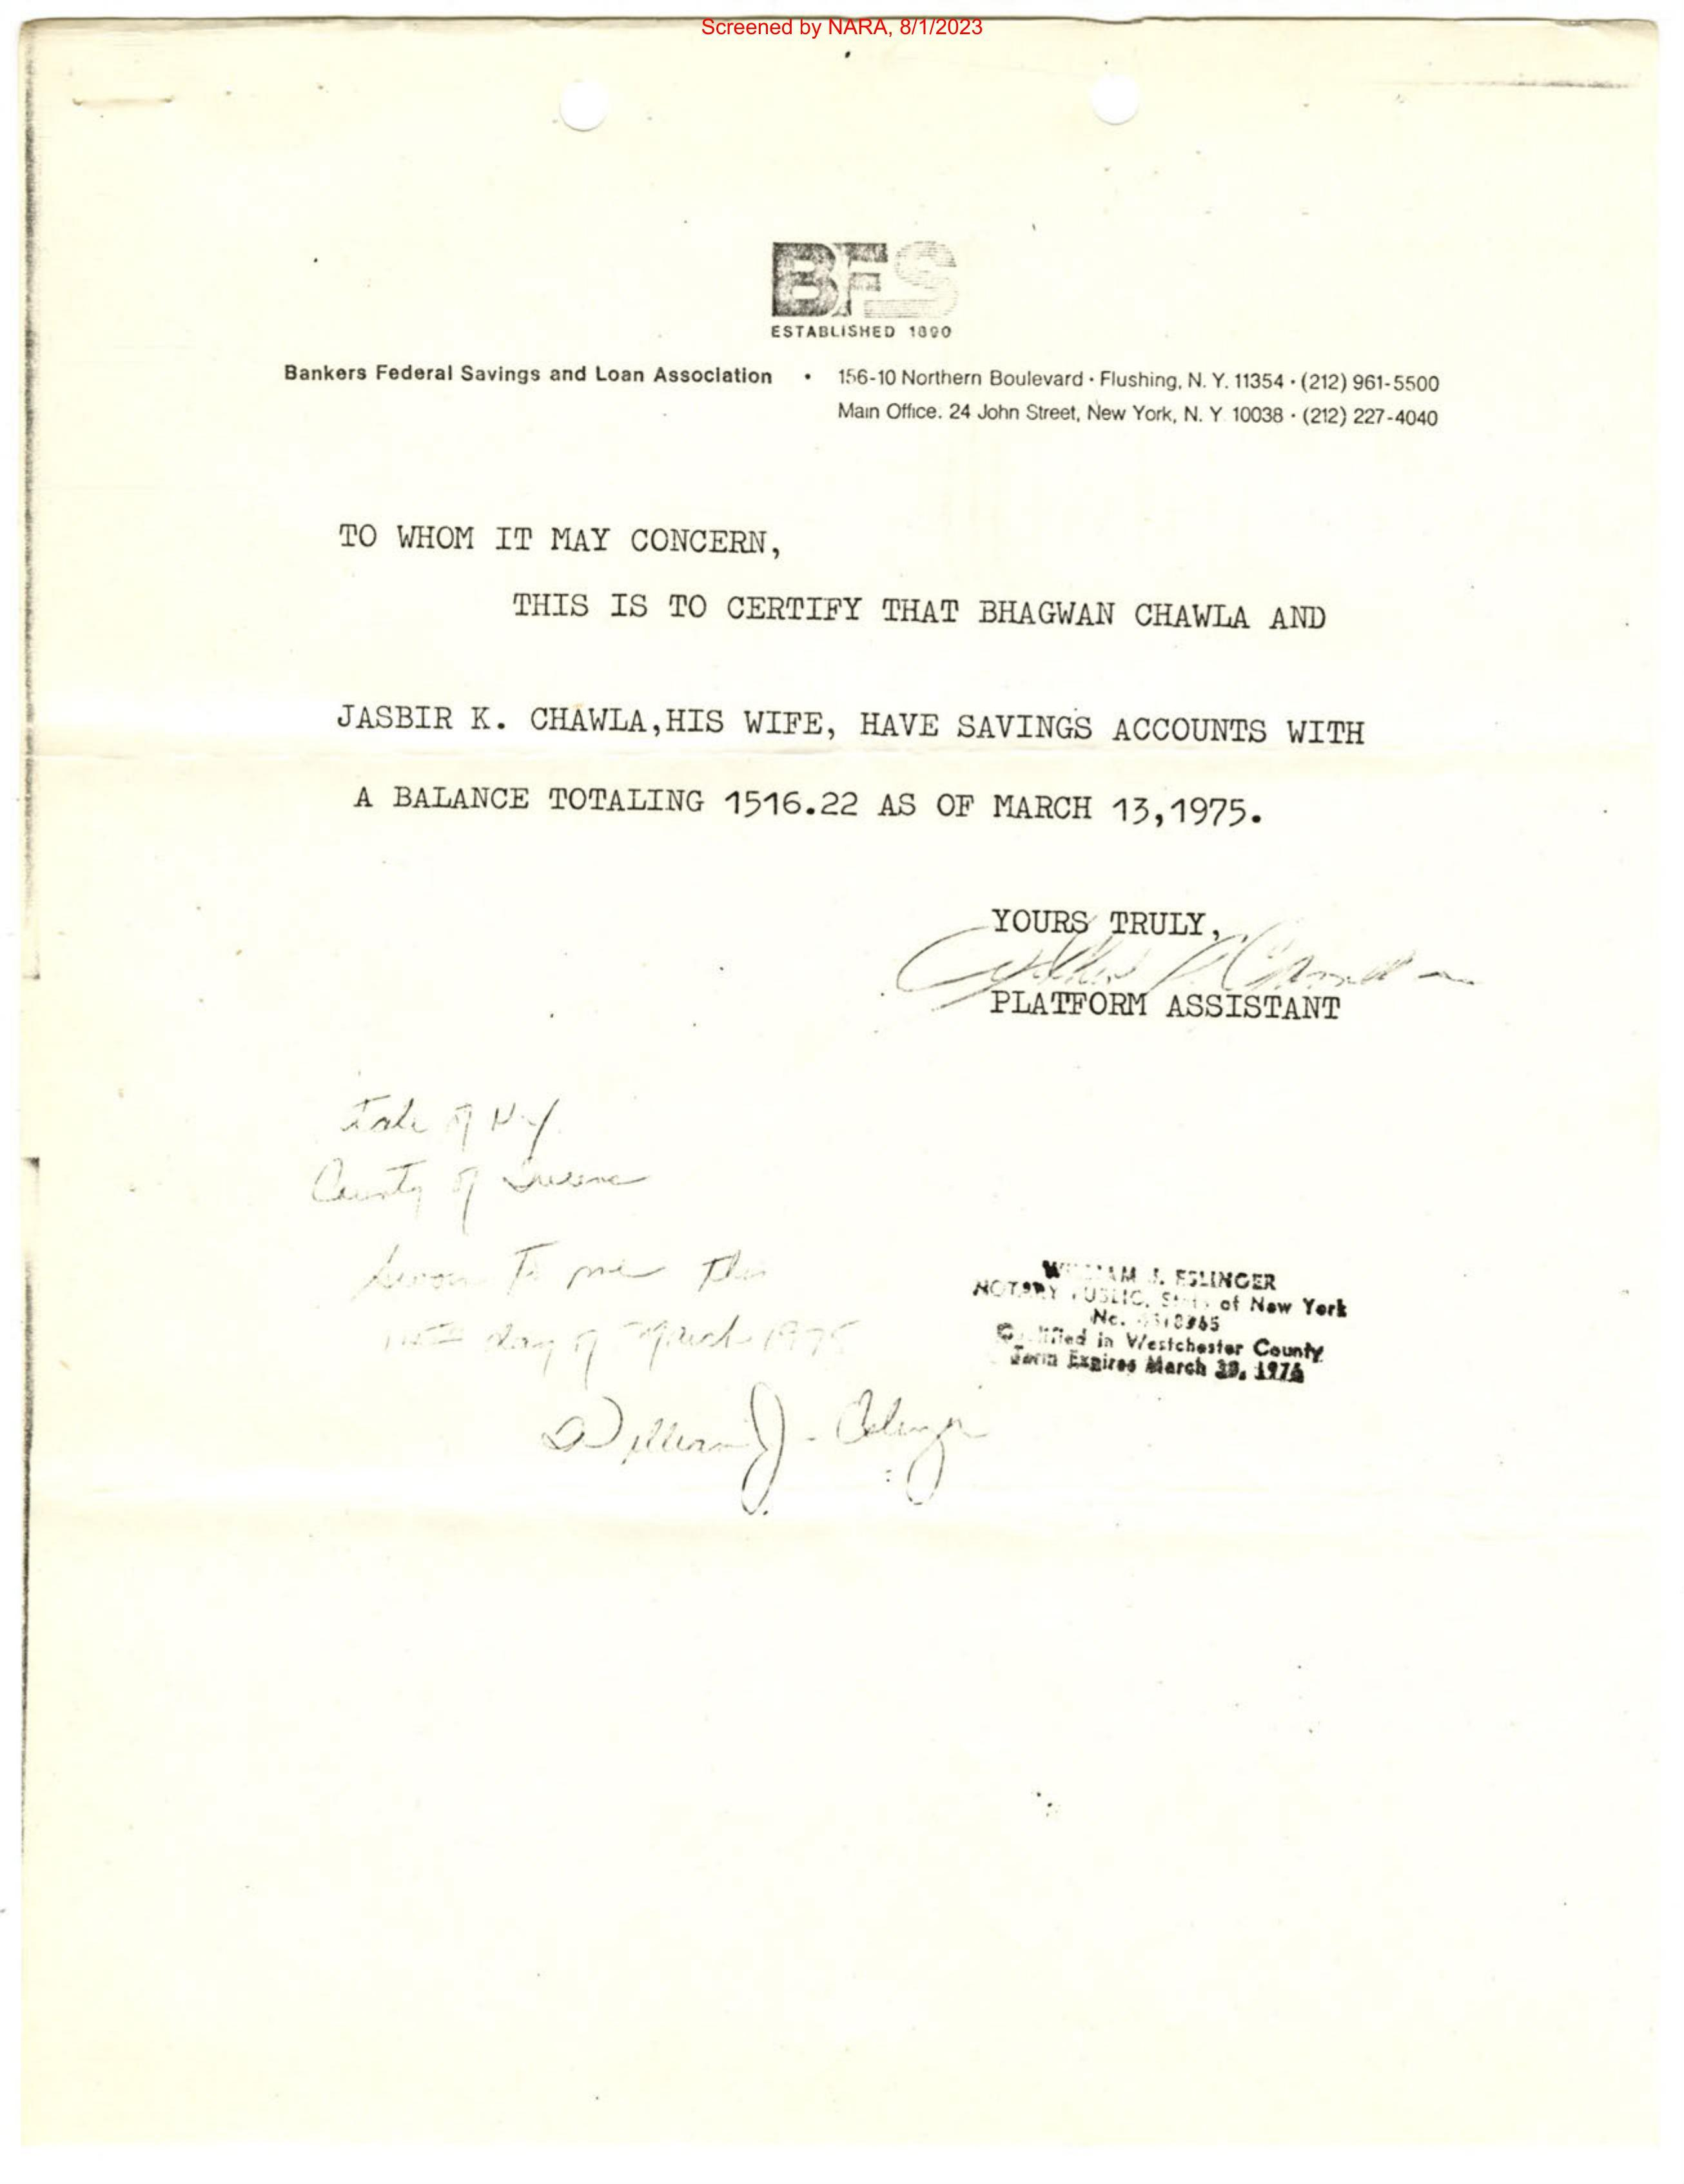 Screened by NARA, 8/1/2023
BFS
ESTABLISHED 1890
Bankers Federal Savings and Loan Association • 156-10 Northern Boulevard · Flushing, N. Y. 11354 · (212) 961-5500
Main Office. 24 John Street, New York, N. Y. 10038 · (212) 227-4040
TO WHOM IT MAY CONCERN,
THIS IS TO CERTIFY THAT BHAGWAN CHAWLA AND
JASBIR K. CHAWLA,HIS WIFE, HAVE SAVINGS ACCOUNTS WITH
A BALANCE TOTALING 1516.22 AS OF MARCH 13,1975.
YOURS TRULY,
PLATFORM ASSISTANT
of NY
County of Queens
Sworn To me This
day of March 1975
WILLIAM J. ESLINGER
NOTARY PUBLIC, State of New York
No.
Qualified in Westchester County
Term Expires March 30, 1976
William J. Eslinger